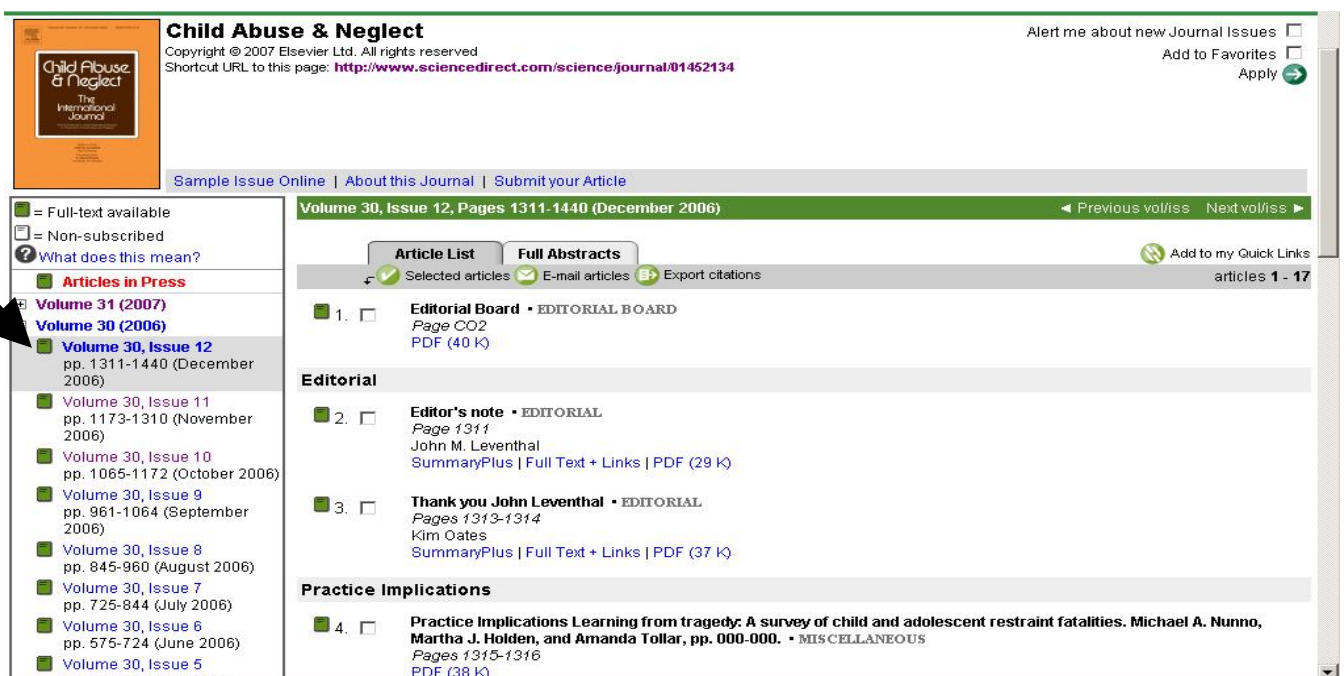 Child Abuse & Neglect
Copyright © 2007 Elsevier Ltd. All rights reserved
Shortcut URL to this page: http://www.sciencedirect.com/science/journal/01452134
Alert me about new Journal Issues
Add to Favorites
Apply
Child Abuse
& Neglect
The
International
Journal
Sample Issue Online | About this Journal | Submit your Article
= Full-text available
= Non-subscribed
What does this mean?
Articles in Press
Volume 31 (2007)
Volume 30 (2006)
Volume 30, Issue 12
pp. 1311-1440 (December
2006)
Volume 30, Issue 11
pp. 1173-1310 (November
2006)
Volume 30, Issue 10
pp. 1065-1172 (October 2006)
Volume 30, Issue 9
pp. 961-1064 (September
2006)
Volume 30, Issue 8
pp. 845-960 (August 2006)
Volume 30, Issue 7
pp. 725-844 (July 2006)
Volume 30, Issue 6
pp. 575-724 (June 2006)
Volume 30, Issue 5
Volume 30, Issue 12, Pages 1311-1440 (December 2006)
◄ Previous vol/iss Next vol/iss ►
Article List Full Abstracts
Add to my Quick Links
Selected articles E-mail articles Export citations
articles 1 - 17
1. Editorial Board • EDITORIAL BOARD
Page CO2
PDF (40 K)
Editorial
2. Editor's note • EDITORIAL
Page 1311
John M. Leventhal
SummaryPlus | Full Text + Links | PDF (29 K)
3. Thank you John Leventhal • EDITORIAL
Pages 1313-1314
Kim Oates
SummaryPlus | Full Text + Links | PDF (37 K)
Practice Implications
4. Practice Implications Learning from tragedy: A survey of child and adolescent restraint fatalities. Michael A. Nunno,
Martha J. Holden, and Amanda Tollar, pp. 000-000. • MISCELLANEOUS
Pages 1315-1316
PDF (38 K)